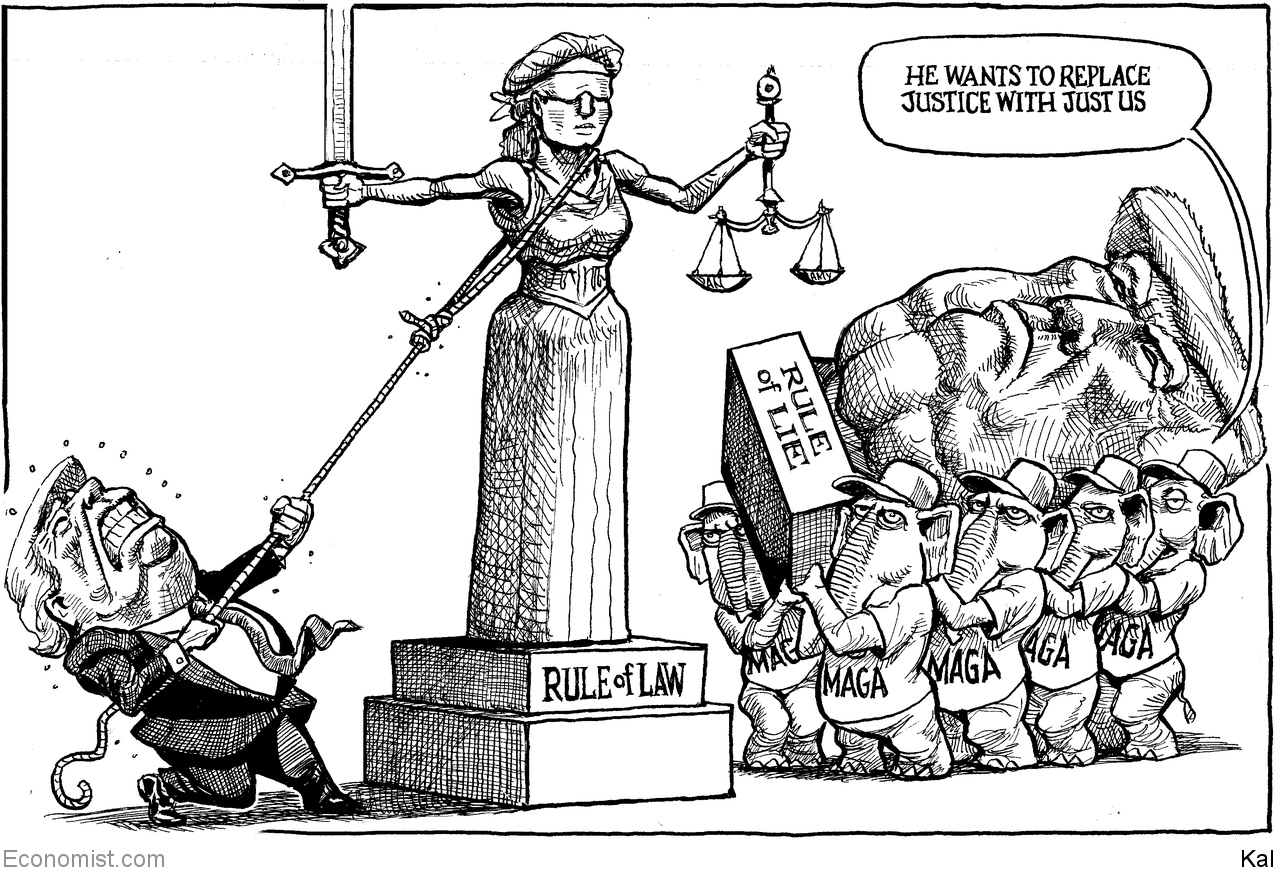 HE WANTS TO REPLACE
JUSTICE WITH JUST US
RULE
of LIE
RULE of LAW
MAGA
MAGA
AGA
AGA
MAG
Economist.com
Kal